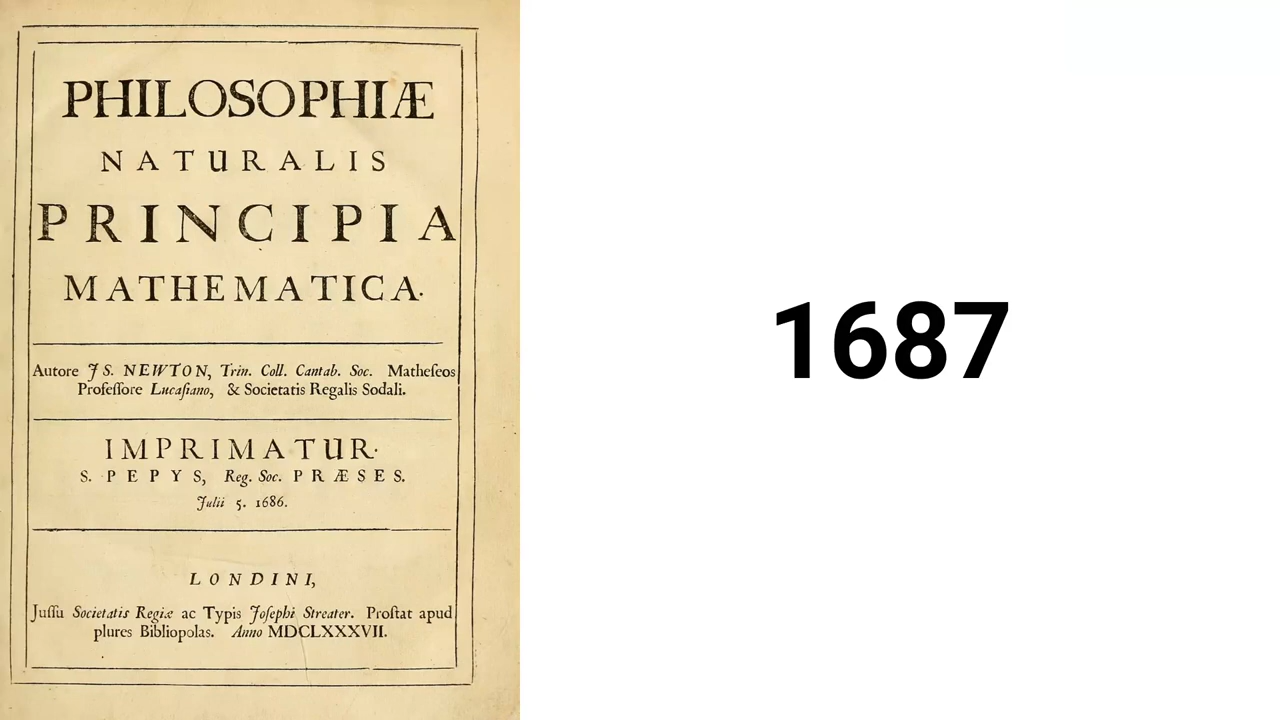 PHILOSOPHIÆ
NATURALIS
PRINCIPIA
MATHEMATICA.
Autore JS. NEWTON, Trin. Coll. Cantab. Soc. Matheſeos
Profeſſore Lucaſiano, & Societatis Regalis Sodali.
IMPRIMATUR.
S. PEPYS, Reg. Soc. PRÆSES.
Julii 5. 1686.
LONDINI,
Juſſu Societatis Regiæ ac Typis Joſephi Streater. Proſtat apud
plures Bibliopolas. Anno MDCLXXXVII.
1687